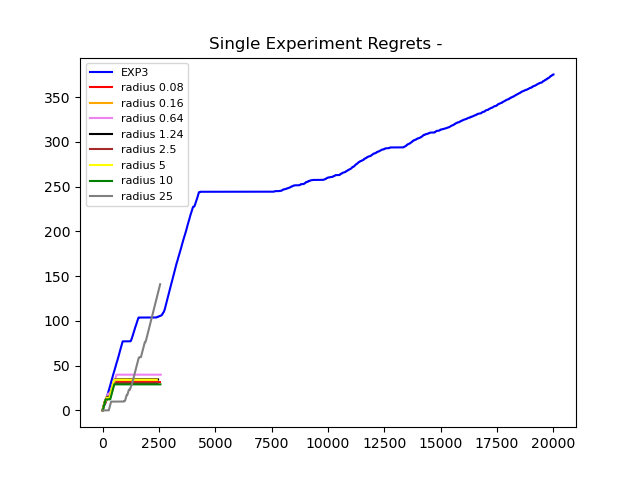 Single Experiment Regrets -
EXP3
radius 0.08
radius 0.16
radius 0.64
radius 1.24
radius 2.5
radius 5
radius 10
radius 25
350
300
250
200
150
100
50
0
0 2500 5000 7500 10000 12500 15000 17500 20000